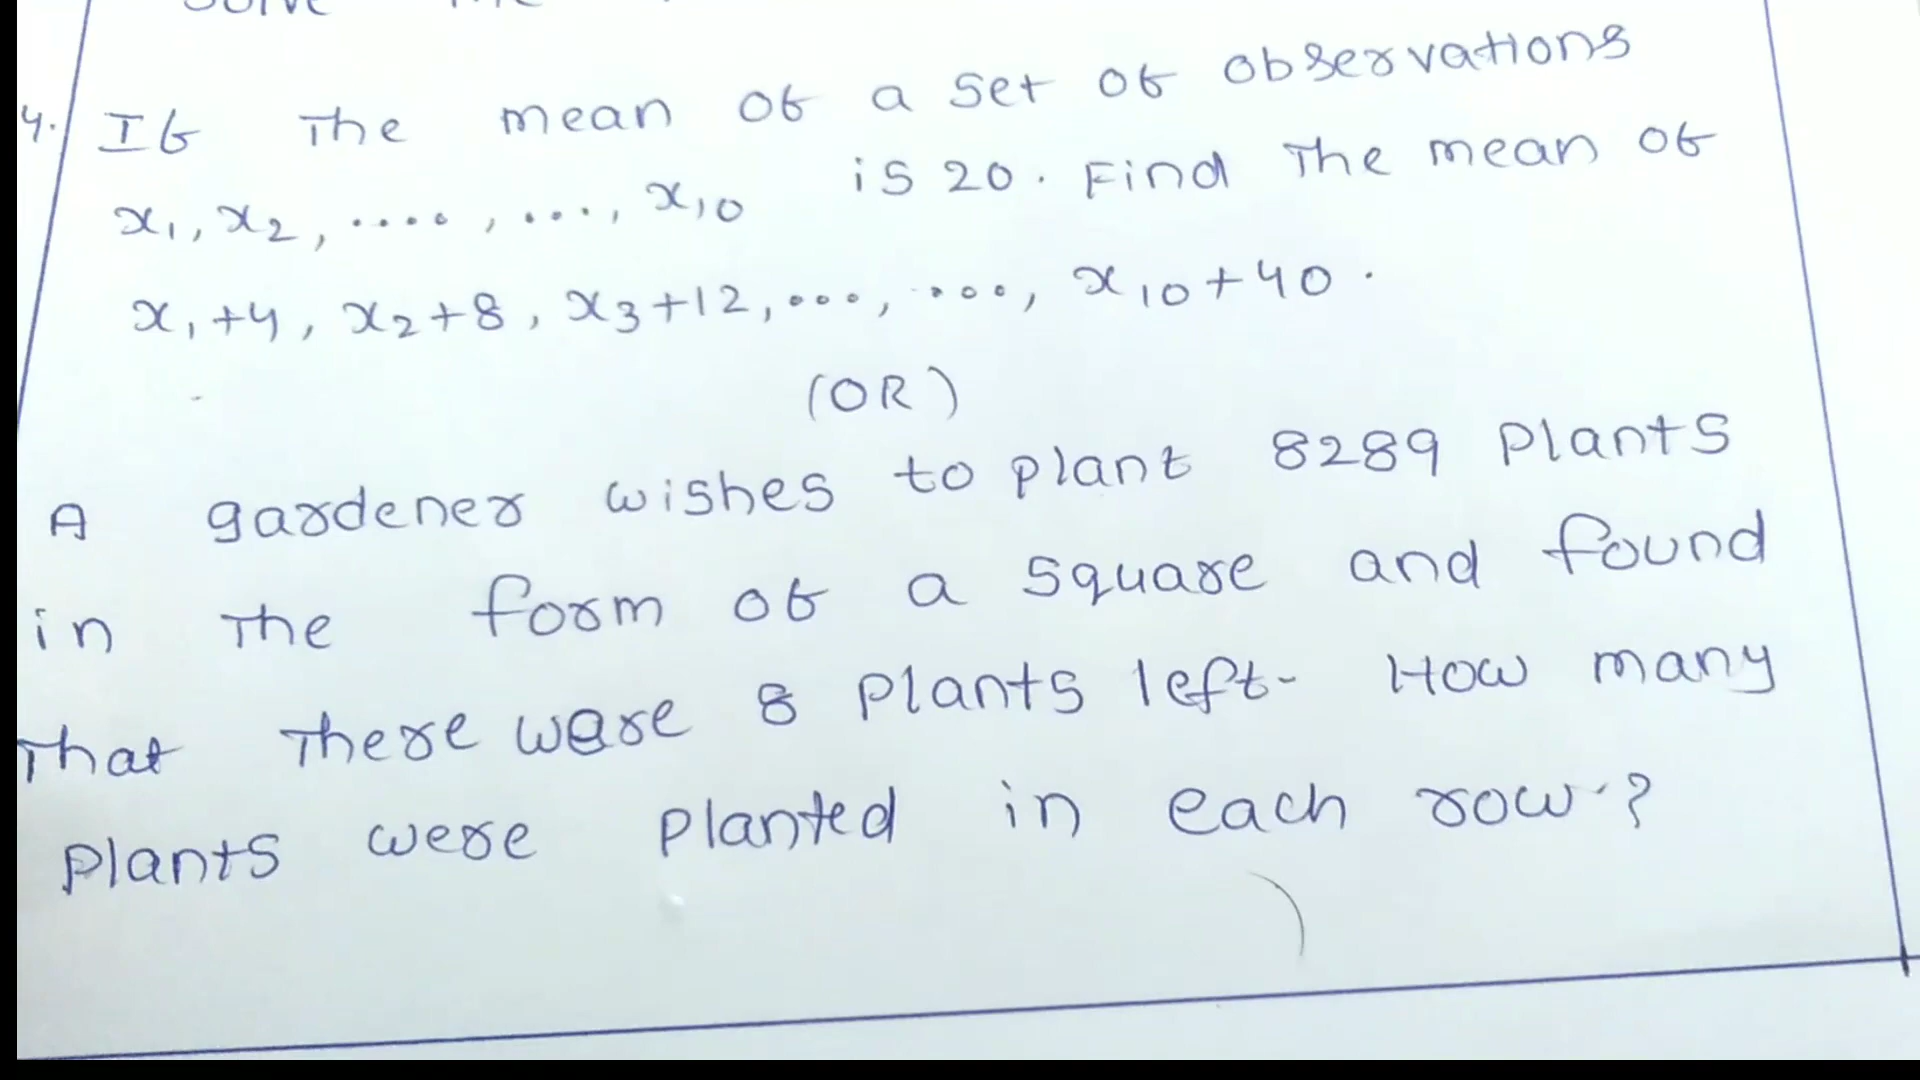 4. If The mean of a set of observations
x₁, x₂, ...., ..., x₁₀ is 20. Find The mean of
x₁+4, x₂+8, x₃+12, ..., ..., x₁₀+40.
(OR)
A gardener wishes to plant 8289 plants
in The form of a square and found
That There were 8 plants left. How many
plants were planted in each row?